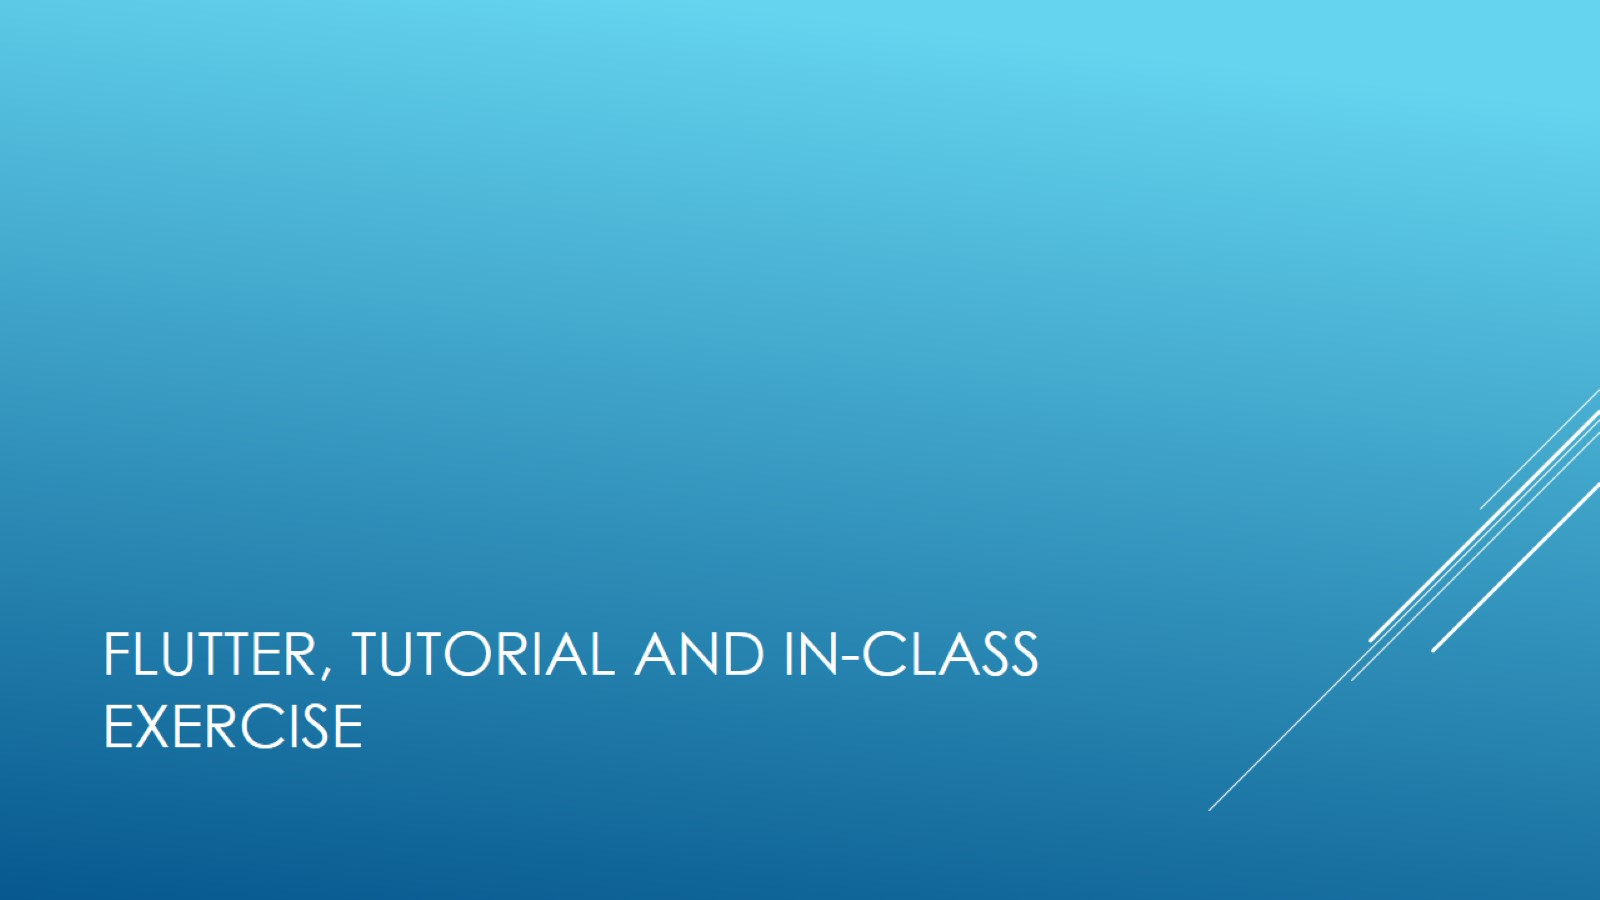 FLUTTER, TUTORIAL AND IN-CLASS
EXERCISE